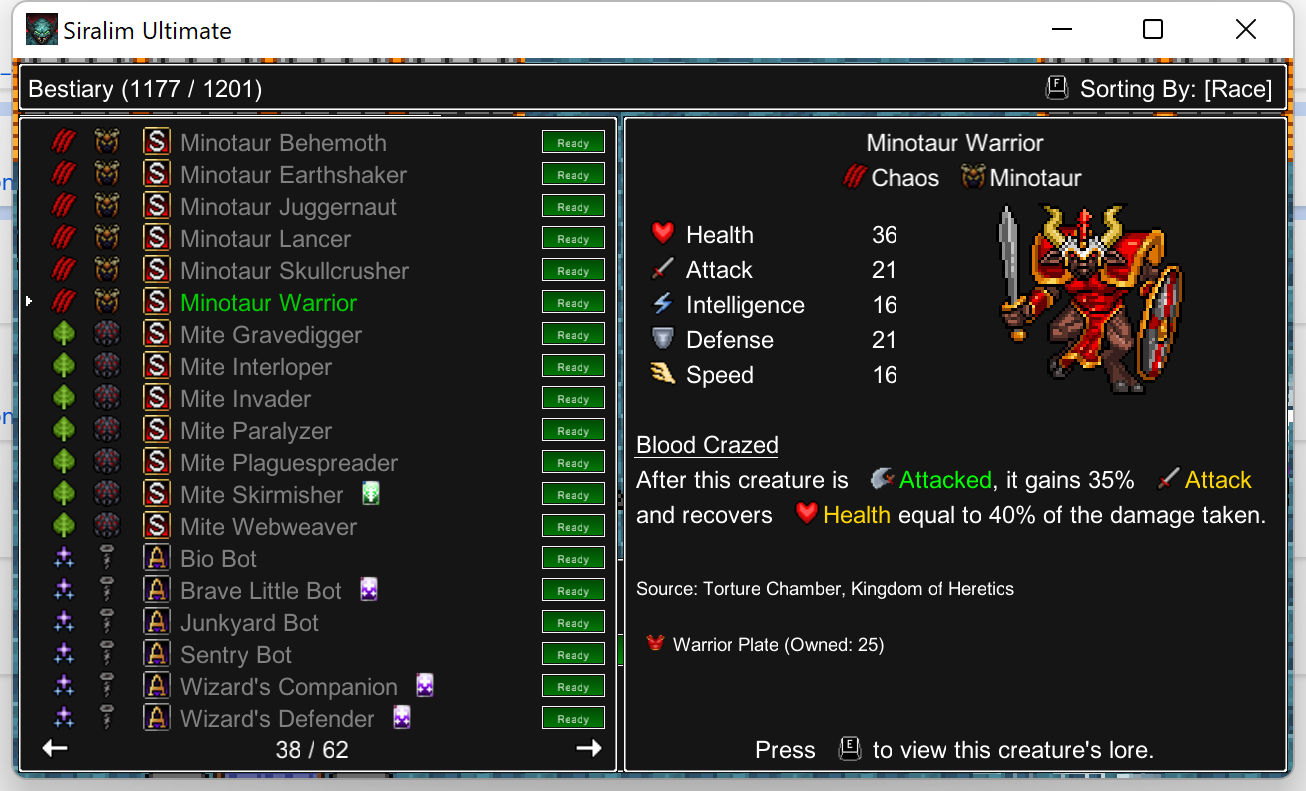 Siralim Ultimate
Bestiary (1177 / 1201)
F Sorting By: [Race]
S Minotaur Behemoth Ready
S Minotaur Earthshaker Ready
S Minotaur Juggernaut Ready
S Minotaur Lancer Ready
S Minotaur Skullcrusher Ready
S Minotaur Warrior Ready
S Mite Gravedigger Ready
S Mite Interloper Ready
S Mite Invader Ready
S Mite Paralyzer Ready
S Mite Plaguespreader Ready
S Mite Skirmisher Ready
S Mite Webweaver Ready
A Bio Bot Ready
A Brave Little Bot Ready
A Junkyard Bot Ready
A Sentry Bot Ready
A Wizard's Companion Ready
A Wizard's Defender Ready
38 / 62
Minotaur Warrior
Chaos Minotaur
Health 36
Attack 21
Intelligence 16
Defense 21
Speed 16
Blood Crazed
After this creature is Attacked, it gains 35% Attack
and recovers Health equal to 40% of the damage taken.
Source: Torture Chamber, Kingdom of Heretics
Warrior Plate (Owned: 25)
Press E to view this creature's lore.